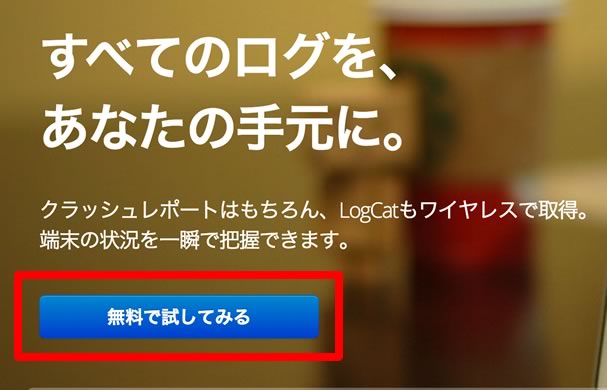 すべてのログを、
あなたの手元に。
クラッシュレポートはもちろん、LogCatもワイヤレスで取得。
端末の状況を一瞬で把握できます。
無料で試してみる